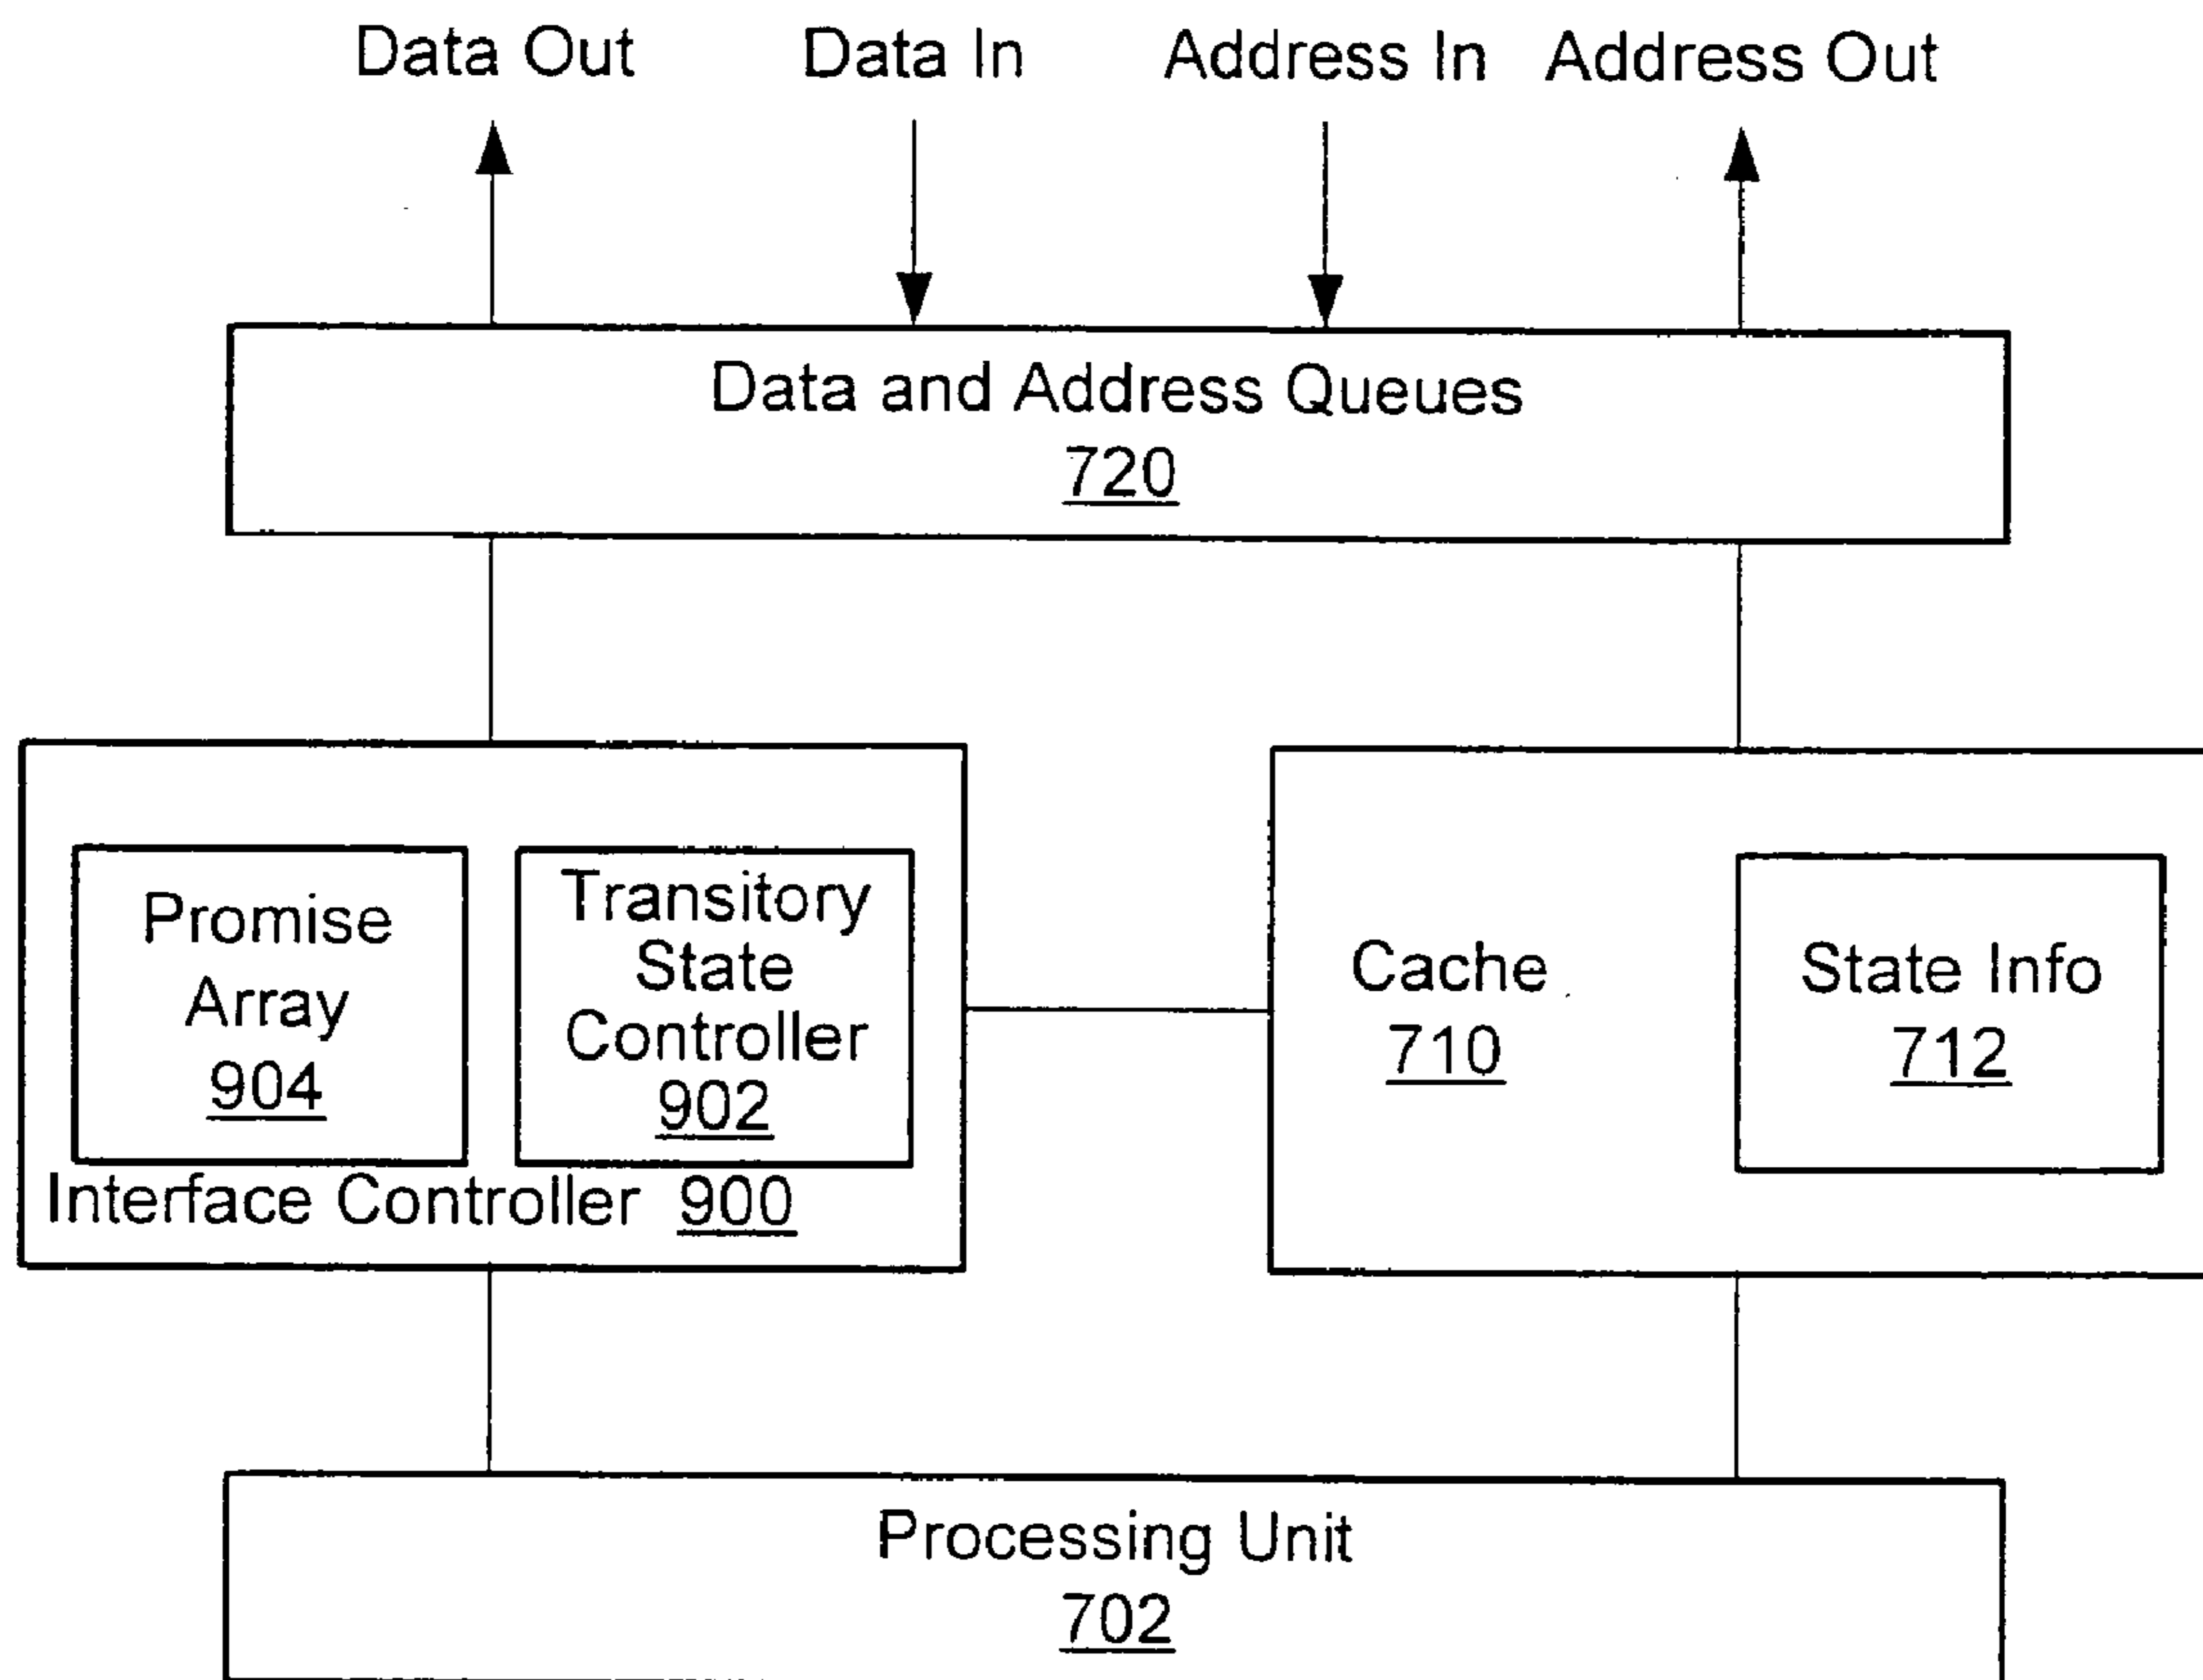 Data Out
Data In
Address In
Address Out
Data and Address Queues
720
Promise
Array
904
Transitory
State
Controller
902
Interface Controller 900
Cache
710
State Info
712
Processing Unit
702